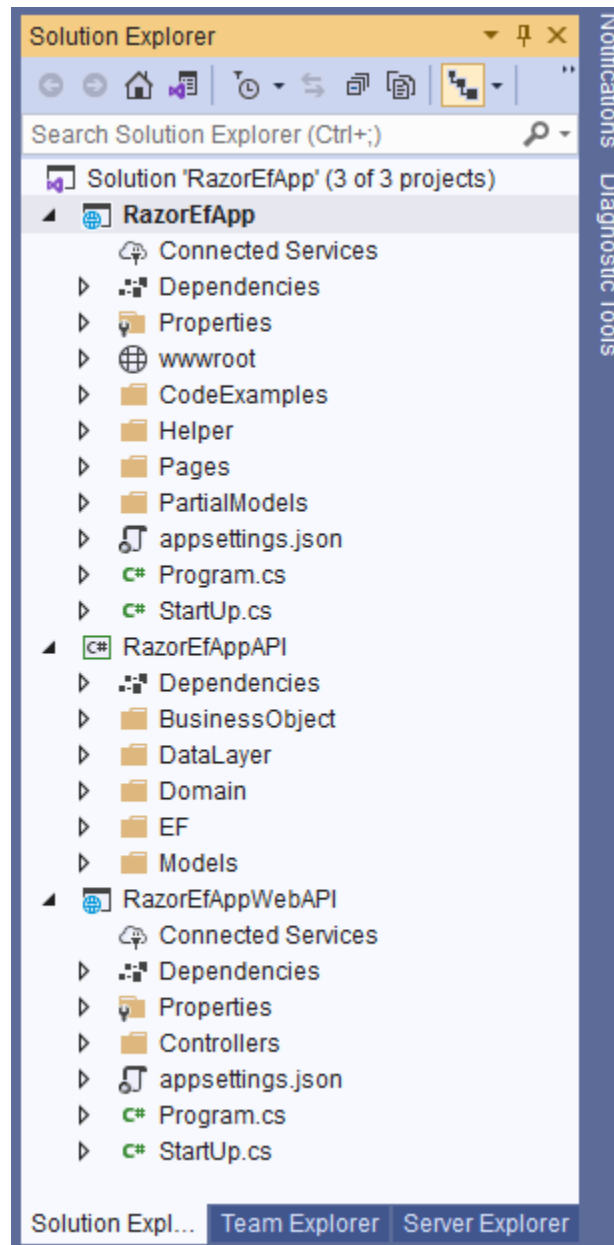 Solution Explorer
Search Solution Explorer (Ctrl+;)
Solution 'RazorEfApp' (3 of 3 projects)
RazorEfApp
Connected Services
Dependencies
Properties
wwwroot
CodeExamples
Helper
Pages
PartialModels
appsettings.json
C# Program.cs
C# StartUp.cs
C# RazorEfAppAPI
Dependencies
BusinessObject
DataLayer
Domain
EF
Models
RazorEfAppWebAPI
Connected Services
Dependencies
Properties
Controllers
appsettings.json
C# Program.cs
C# StartUp.cs
Solution Expl... Team Explorer Server Explorer
Notifications Diagnostic Tools